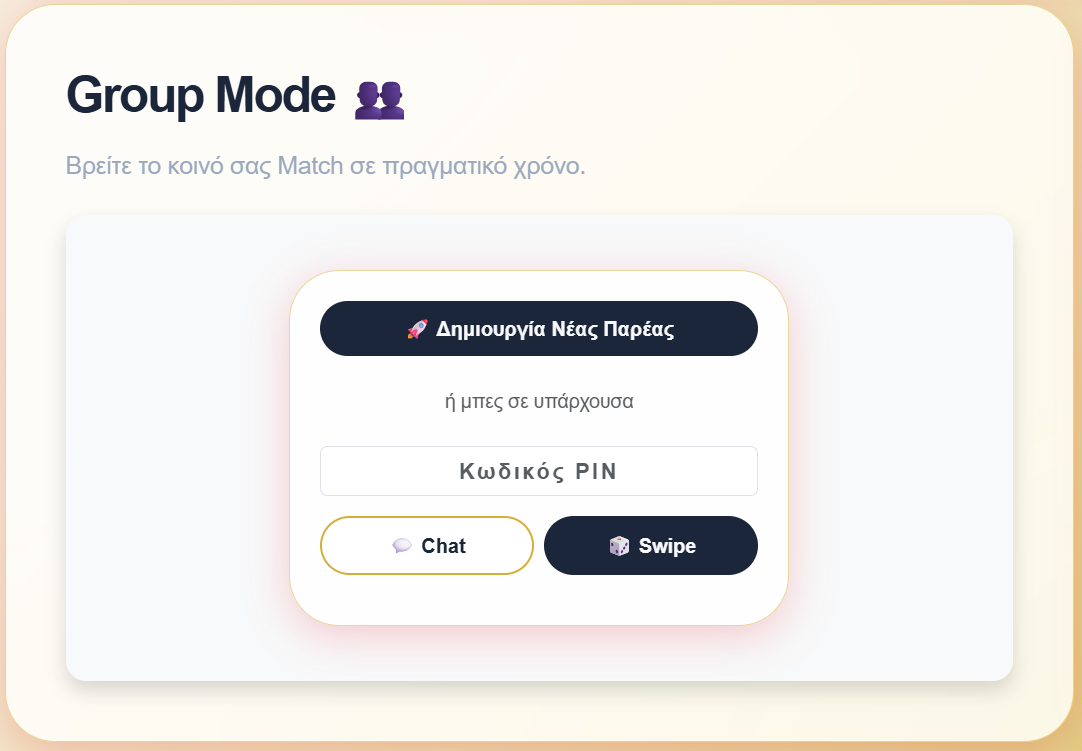 Group Mode 👥
Βρείτε το κοινό σας Match σε πραγματικό χρόνο.
🚀 Δημιουργία Νέας Παρέας
ή μπες σε υπάρχουσα
Κωδικός PIN
💬 Chat
🎲 Swipe